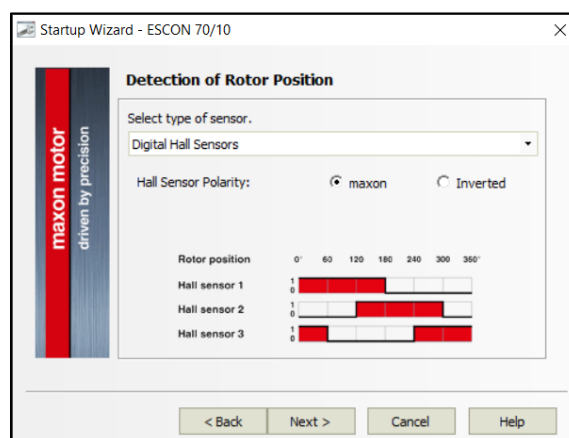 Startup Wizard - ESCON 70/10
maxon motor
driven by precision
Detection of Rotor Position
Select type of sensor.
Digital Hall Sensors
Hall Sensor Polarity: maxon Inverted
Rotor position 0° 60 120 180 240 300 360°
Hall sensor 1 1 0
Hall sensor 2 1 0
Hall sensor 3 1 0
< Back Next > Cancel Help